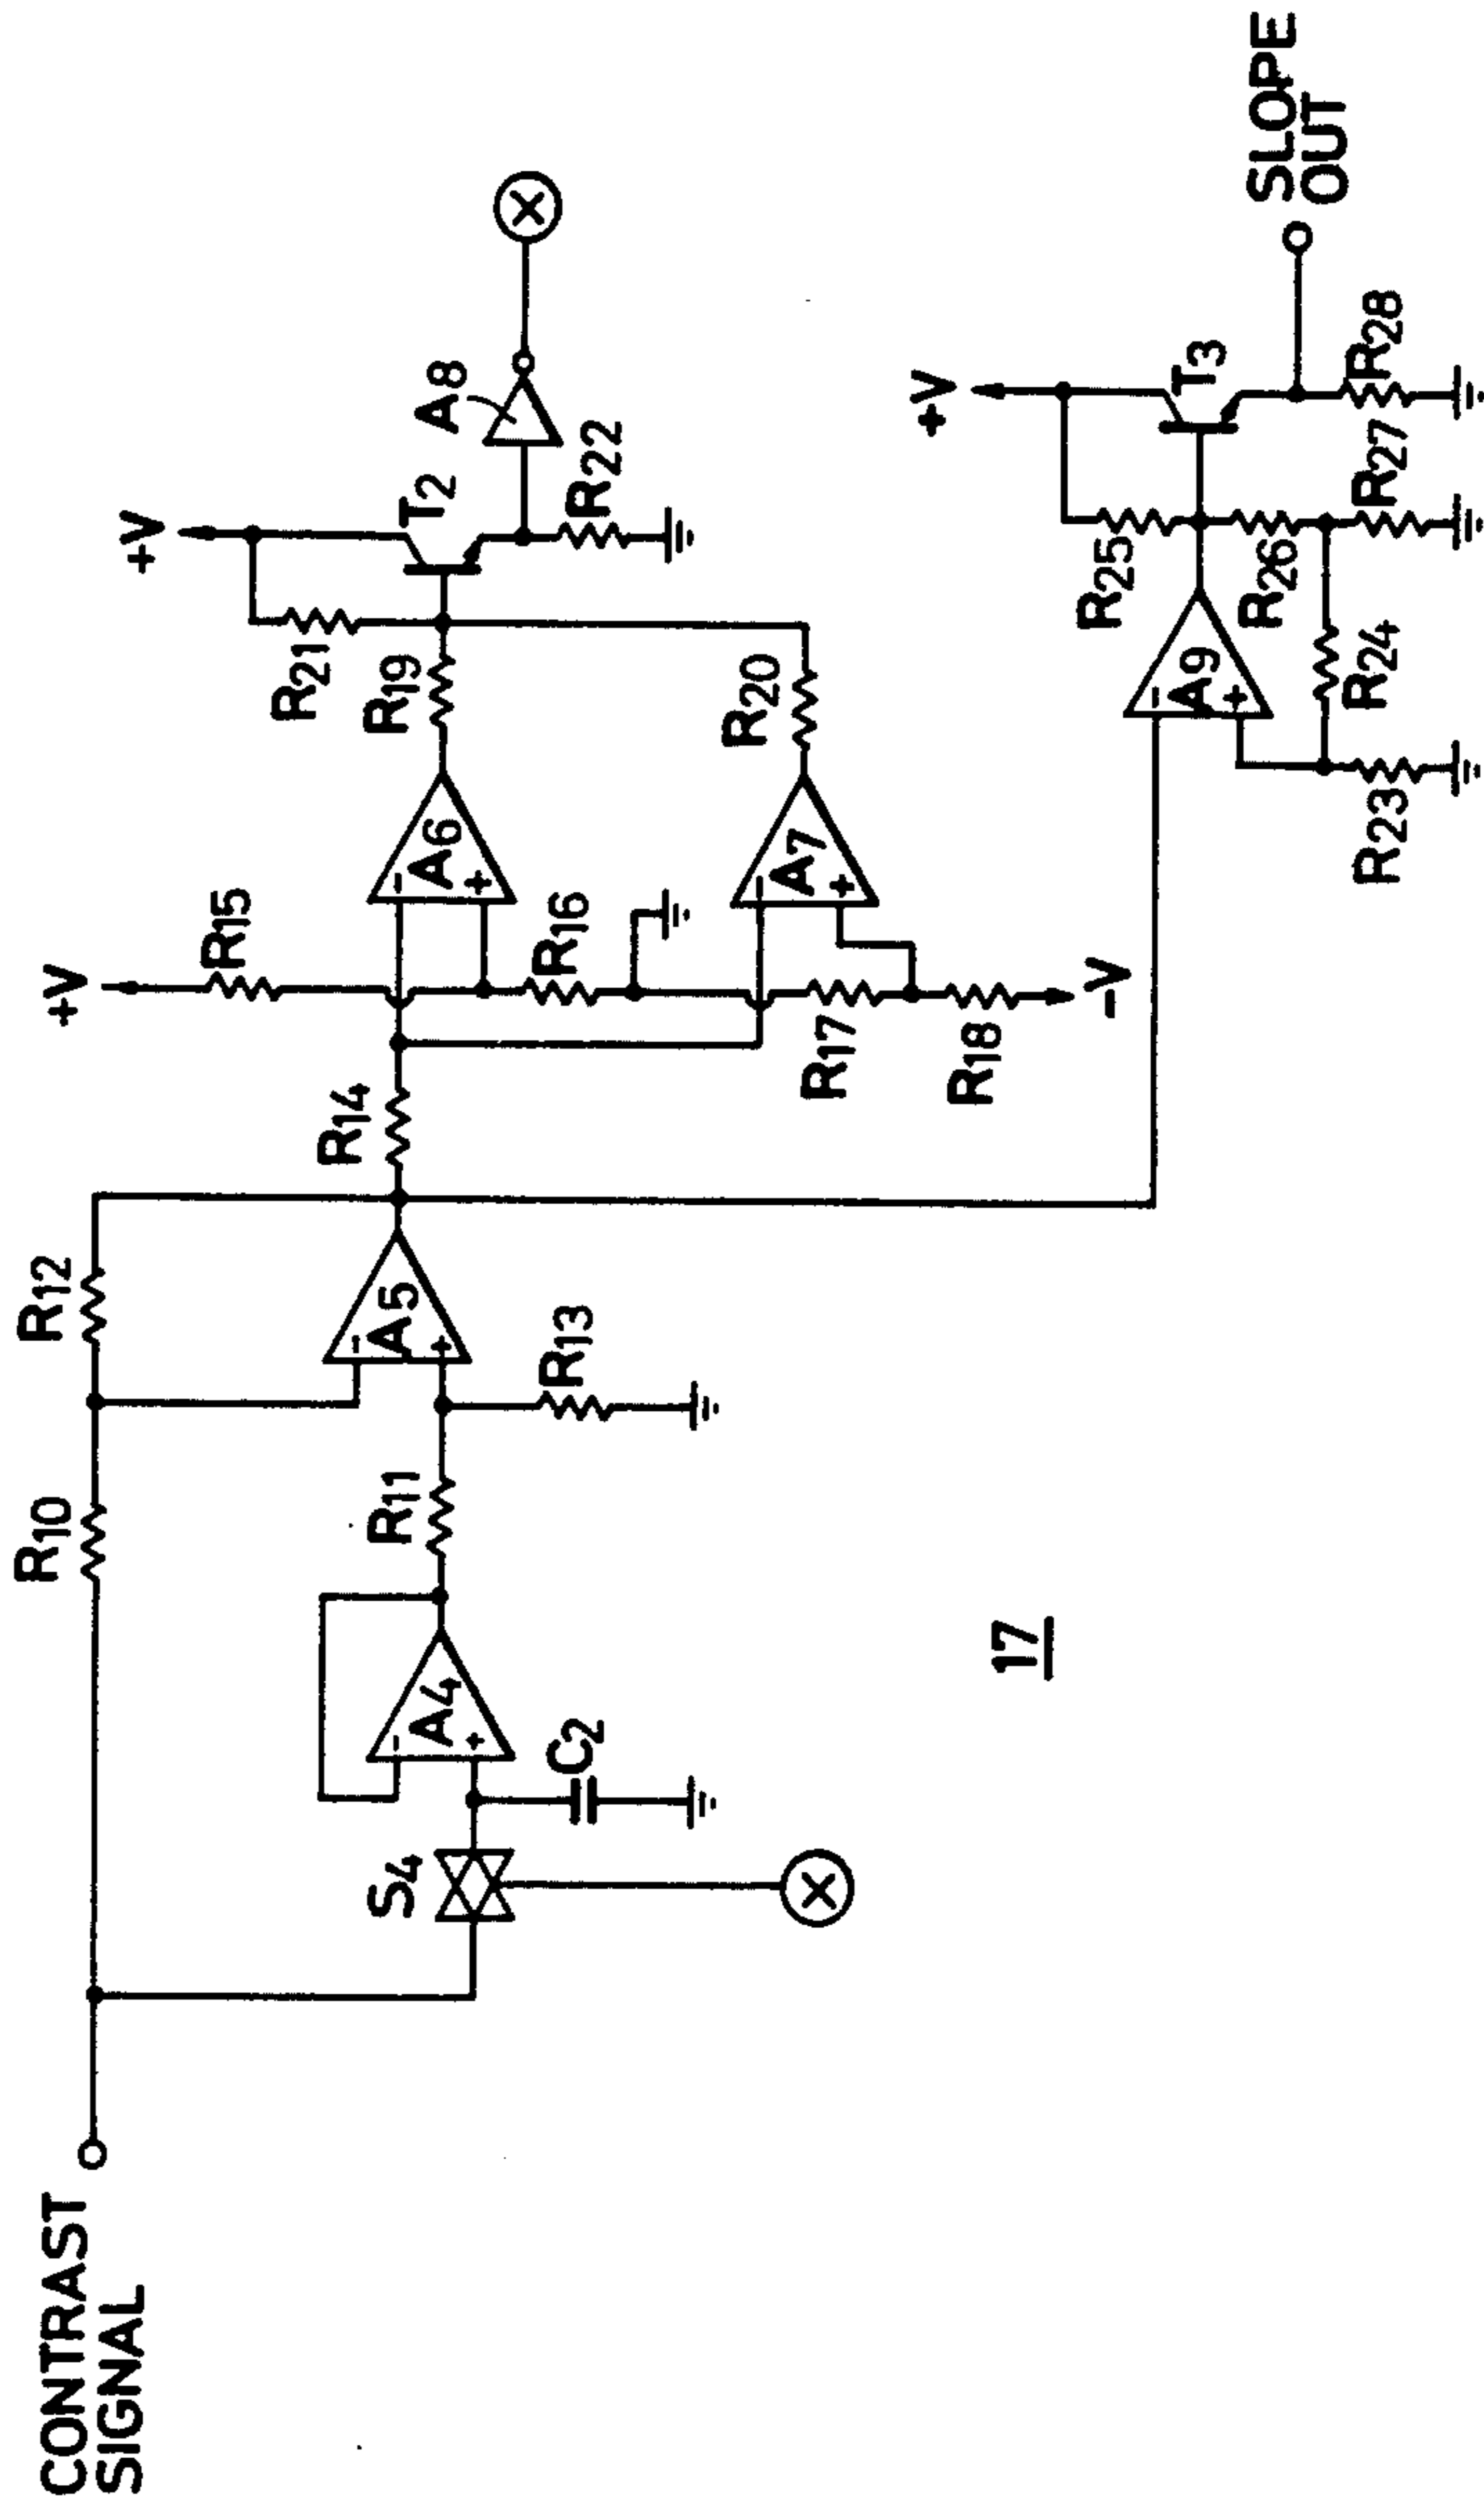 CONTRAST
SIGNAL
R10
R12
S4
A4
- +
C2
R11
A5
- +
R13
R14
+V
R15
A6
- +
R16
A7
- +
R17
R18
-V
R19
R20
R21
+V
T2
R22
A8
A9
- +
R23
R24
R25
R26
R27
+V
T3
R28
SLOPE
OUT
17